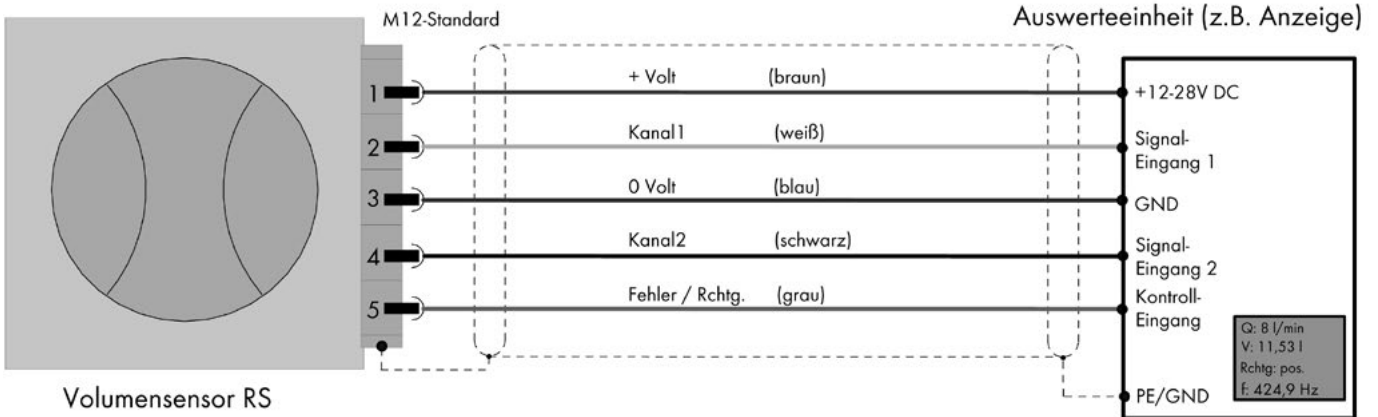 M12-Standard
Auswerteeinheit (z.B. Anzeige)
1
+ Volt (braun)
+12-28V DC
2
Kanal1 (weiß)
Signal-
Eingang 1
3
0 Volt (blau)
GND
4
Kanal2 (schwarz)
Signal-
Eingang 2
5
Fehler / Rchtg. (grau)
Kontroll-
Eingang
Q: 8 l/min
V: 11,53 l
Rchtg: pos.
f: 424,9 Hz
PE/GND
Volumensensor RS